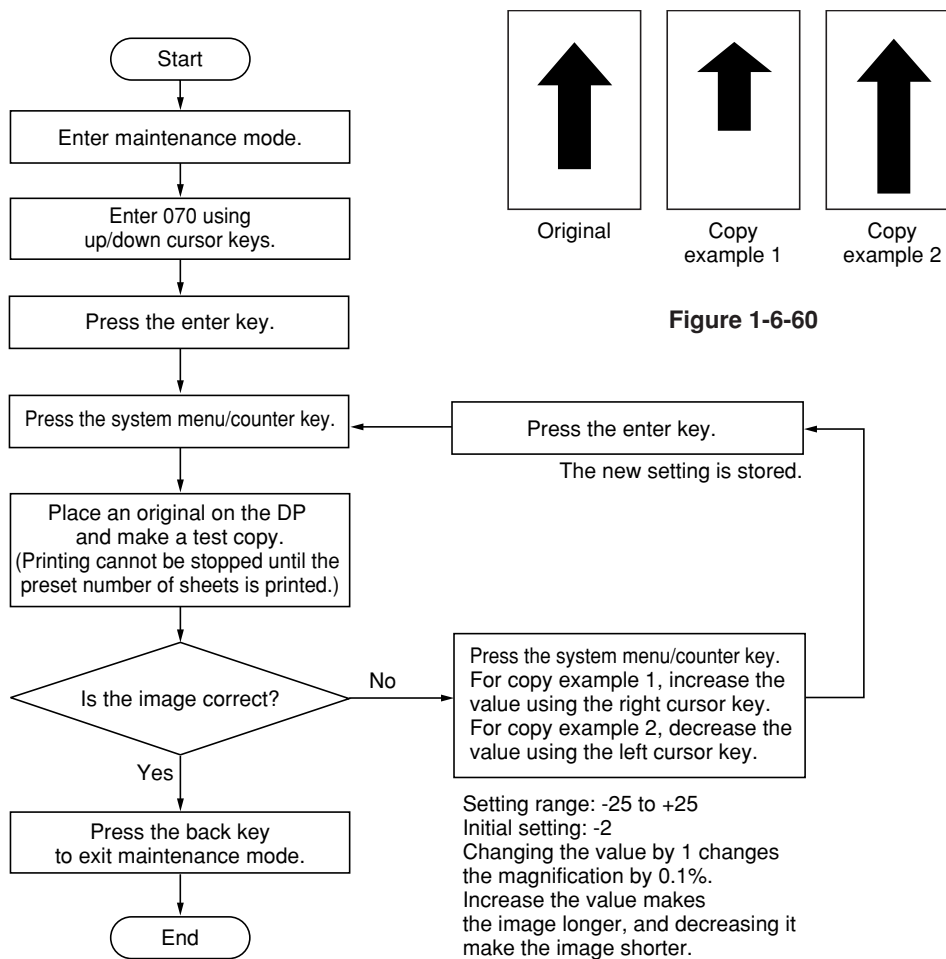 Start
Enter maintenance mode.
Enter 070 using
up/down cursor keys.
Press the enter key.
Press the system menu/counter key.
Place an original on the DP
and make a test copy.
(Printing cannot be stopped until the
preset number of sheets is printed.)
Is the image correct?
Yes
Press the back key
to exit maintenance mode.
End
No
Press the system menu/counter key.
For copy example 1, increase the
value using the right cursor key.
For copy example 2, decrease the
value using the left cursor key.
Setting range: -25 to +25
Initial setting: -2
Changing the value by 1 changes
the magnification by 0.1%.
Increase the value makes
the image longer, and decreasing it
make the image shorter.
Press the enter key.
The new setting is stored.
Original
Copy
example 1
Copy
example 2
Figure 1-6-60